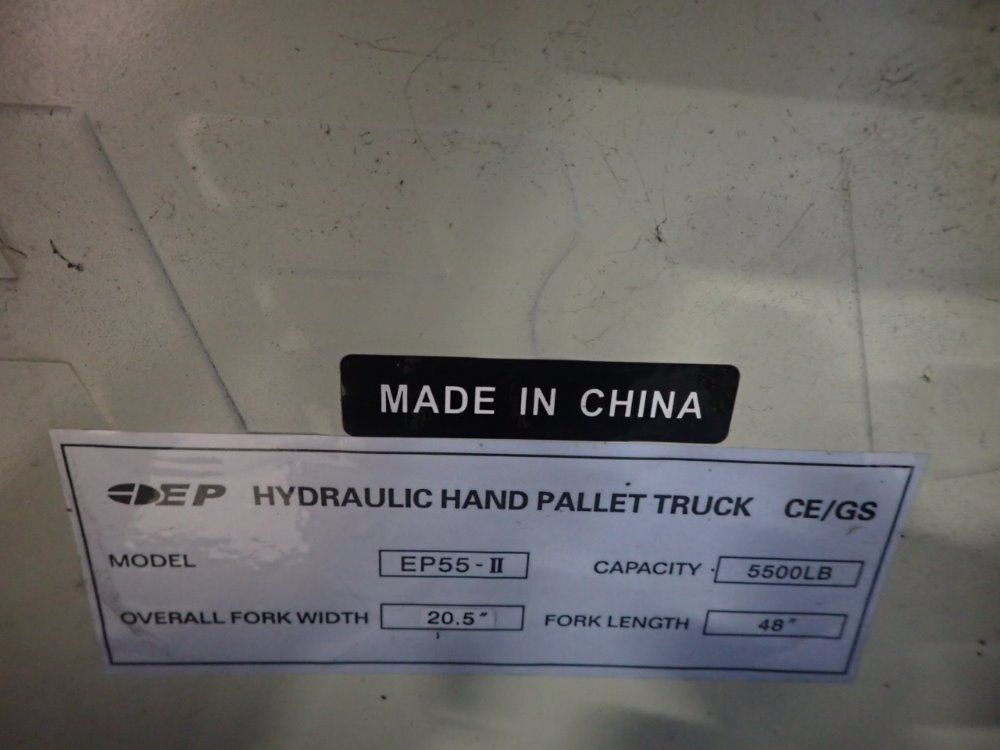 MADE IN CHINA
EP HYDRAULIC HAND PALLET TRUCK CE/GS
MODEL EP55-II CAPACITY 5500LB
OVERALL FORK WIDTH 20.5" FORK LENGTH 48"